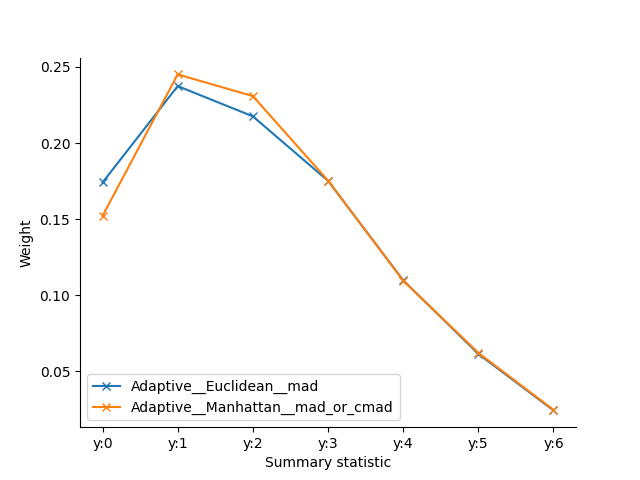 0.25
0.20
0.15
0.10
0.05
Weight
Adaptive__Euclidean__mad
Adaptive__Manhattan__mad_or_cmad
y:0 y:1 y:2 y:3 y:4 y:5 y:6
Summary statistic